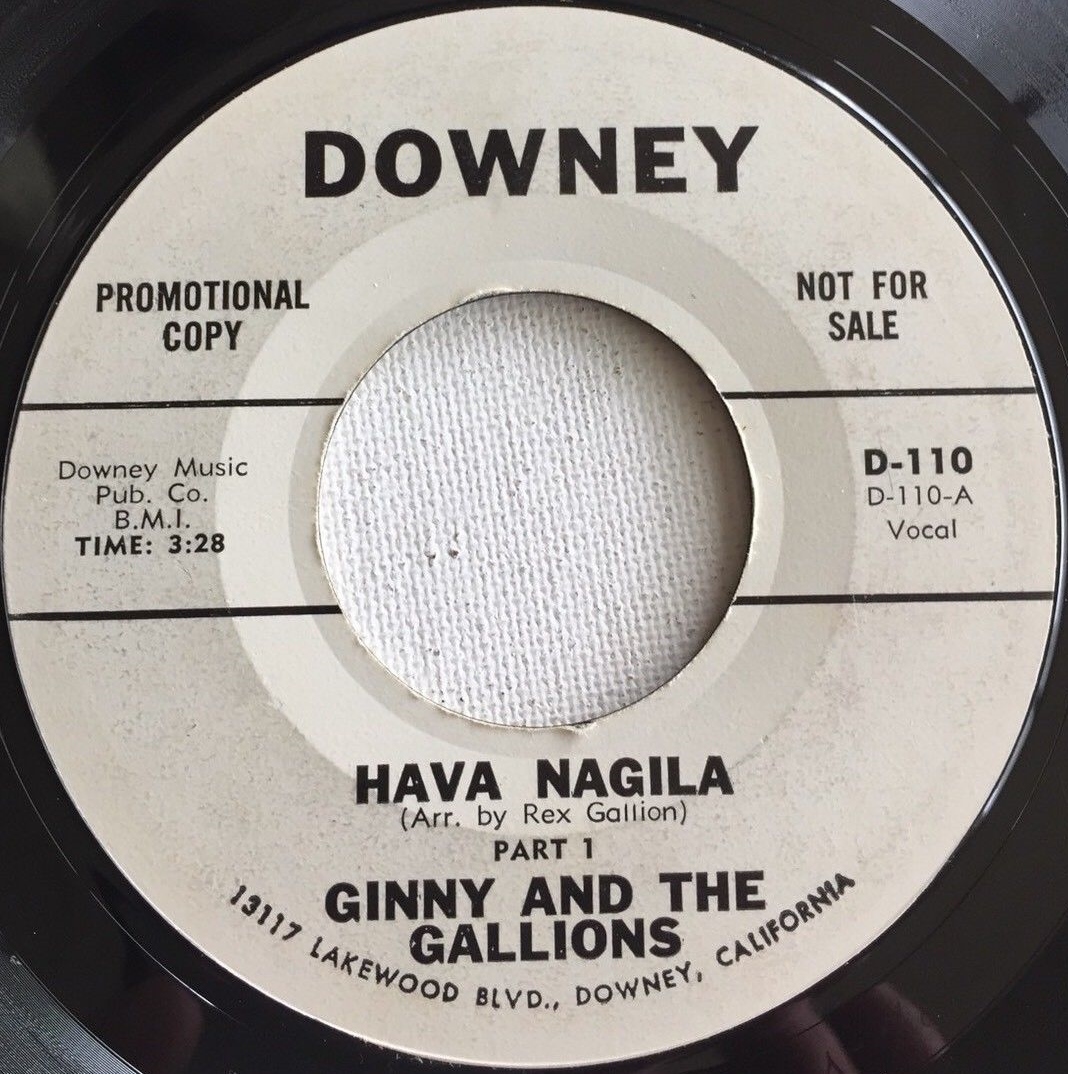 DOWNEY
PROMOTIONAL
COPY
NOT FOR
SALE
Downey Music
Pub. Co.
B.M.I.
TIME: 3:28
D-110
D-110-A
Vocal
HAVA NAGILA
(Arr. by Rex Gallion)
PART 1
GINNY AND THE
GALLIONS
13117 LAKEWOOD BLVD., DOWNEY, CALIFORNIA